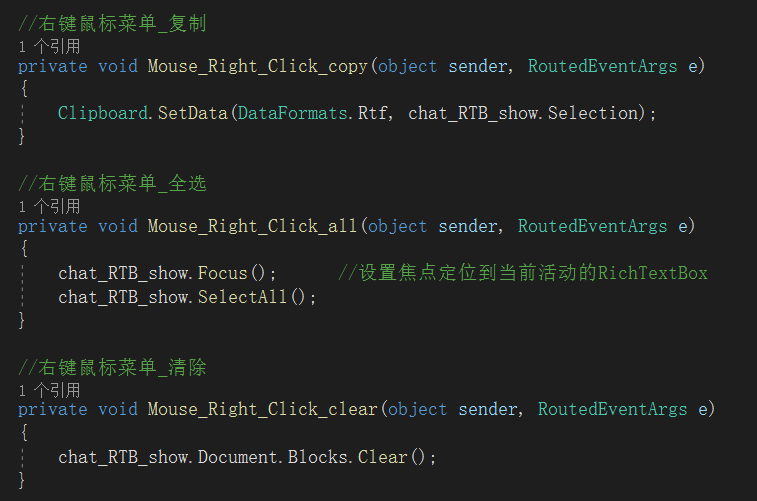 //右键鼠标菜单_复制
1 个引用
private void Mouse_Right_Click_copy(object sender, RoutedEventArgs e)
{
Clipboard.SetData(DataFormats.Rtf, chat_RTB_show.Selection);
}
//右键鼠标菜单_全选
1 个引用
private void Mouse_Right_Click_all(object sender, RoutedEventArgs e)
{
chat_RTB_show.Focus();      //设置焦点定位到当前活动的RichTextBox
chat_RTB_show.SelectAll();
}
//右键鼠标菜单_清除
1 个引用
private void Mouse_Right_Click_clear(object sender, RoutedEventArgs e)
{
chat_RTB_show.Document.Blocks.Clear();
}